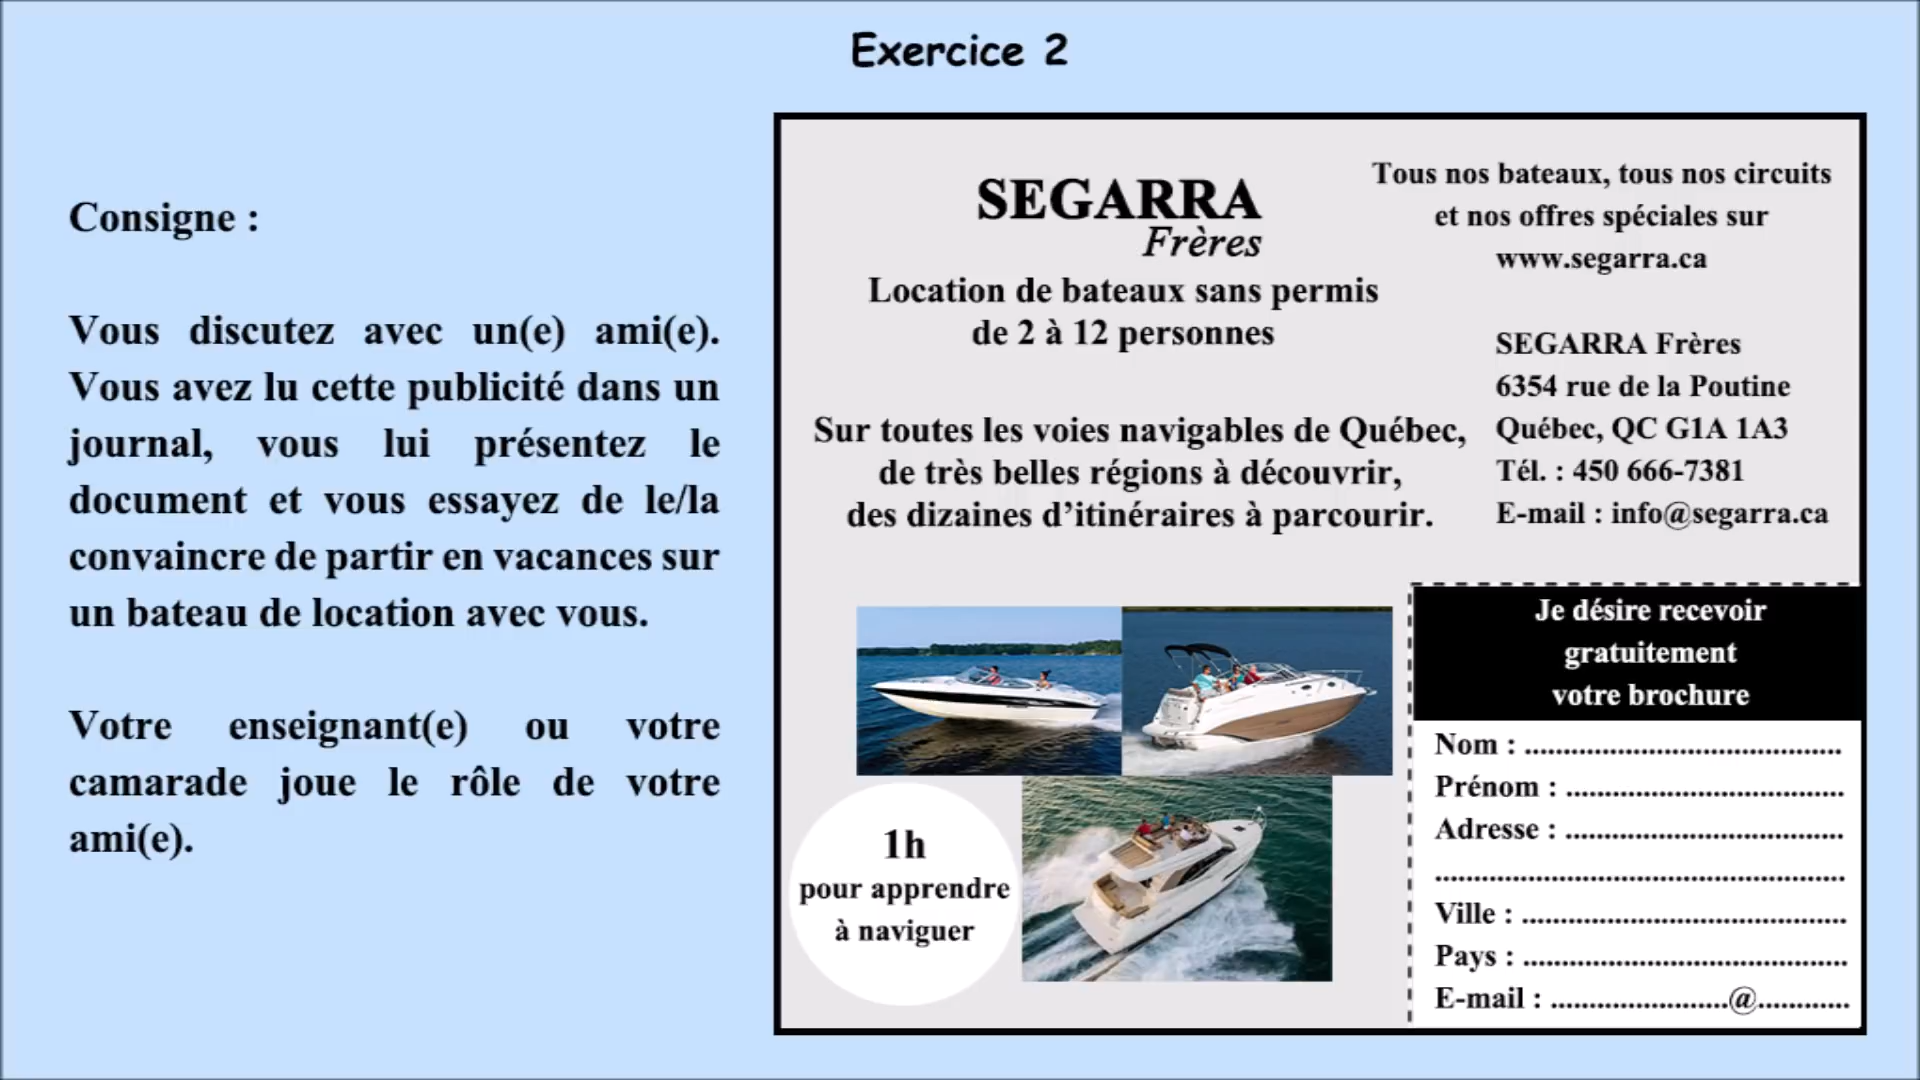 Exercice 2
Consigne :
Vous discutez avec un(e) ami(e).
Vous avez lu cette publicité dans un
journal, vous lui présentez le
document et vous essayez de le/la
convaincre de partir en vacances sur
un bateau de location avec vous.
Votre enseignant(e) ou votre
camarade joue le rôle de votre
ami(e).
SEGARRA
Frères
Location de bateaux sans permis
de 2 à 12 personnes
Sur toutes les voies navigables de Québec,
de très belles régions à découvrir,
des dizaines d’itinéraires à parcourir.
Tous nos bateaux, tous nos circuits
et nos offres spéciales sur
www.segarra.ca
SEGARRA Frères
6354 rue de la Poutine
Québec, QC G1A 1A3
Tél. : 450 666-7381
E-mail : info@segarra.ca
1h
pour apprendre
à naviguer
Je désire recevoir
gratuitement
votre brochure
Nom : .........................................
Prénom : ....................................
Adresse : ....................................
.....................................................
Ville : ..........................................
Pays : ..........................................
E-mail : .......................@............